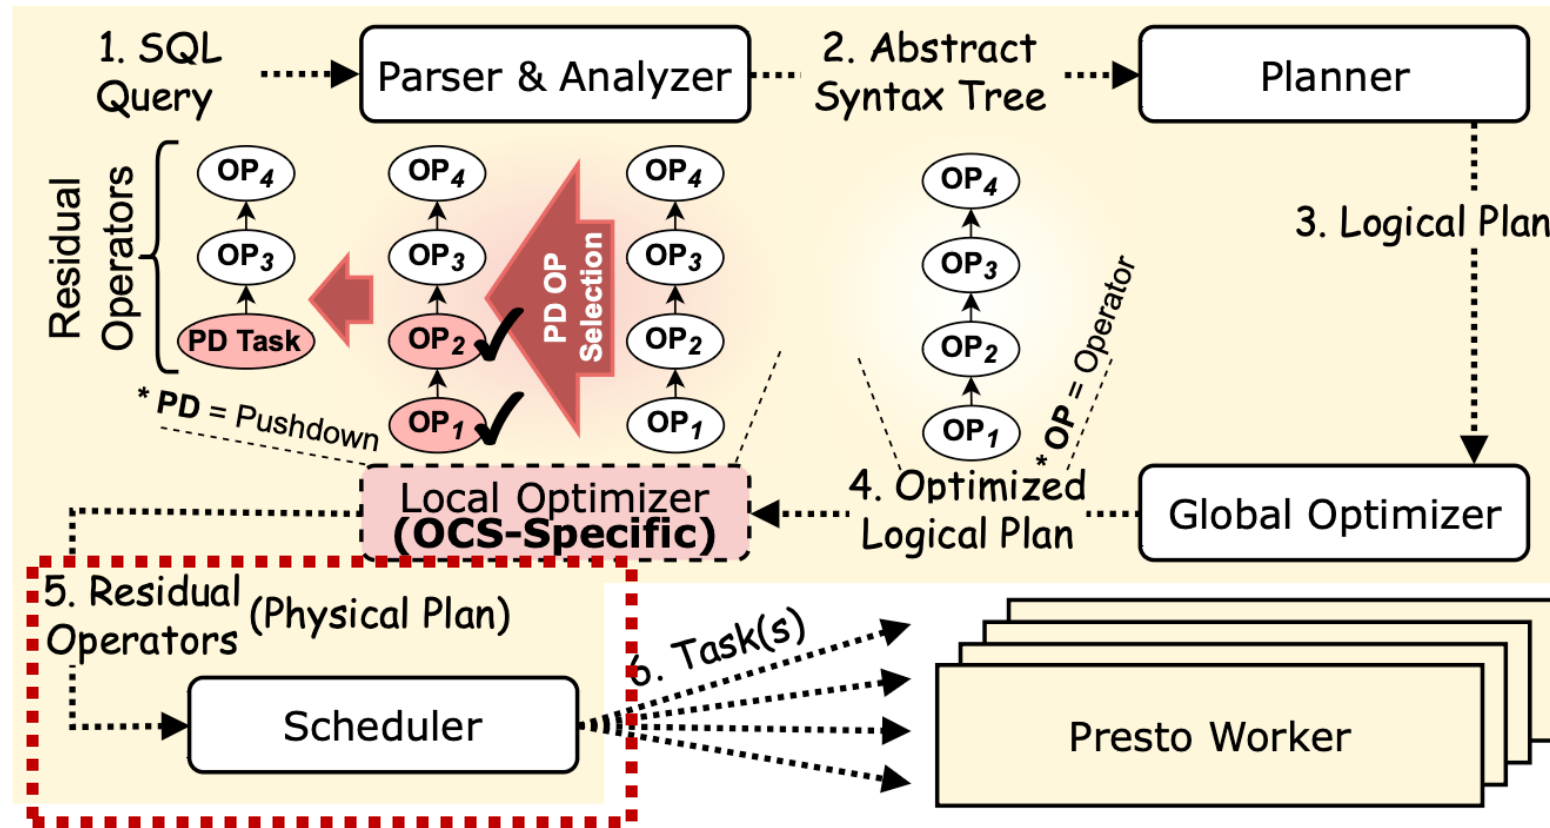 1. SQL
Query
Parser & Analyzer
2. Abstract
Syntax Tree
Planner
3. Logical Plan
Residual
Operators
OP4
OP3
PD Task
OP4
OP3
OP2
OP1
PD OP
Selection
OP4
OP3
OP2
OP1
OP4
OP3
OP2
OP1
* PD = Pushdown
* OP = Operator
Local Optimizer
(OCS-Specific)
4. Optimized
Logical Plan
Global Optimizer
5. Residual
Operators
(Physical Plan)
Scheduler
6. Task(s)
Presto Worker